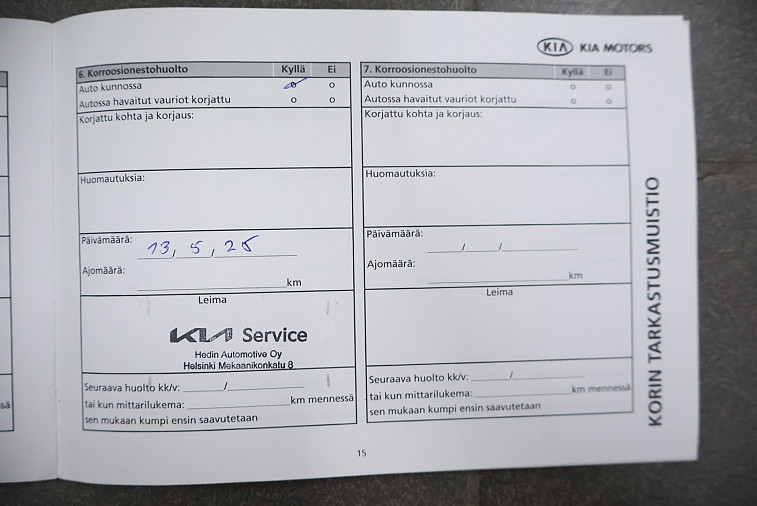 KIA KIA MOTORS
6. Korroosionestohuolto Kyllä Ei
Auto kunnossa o o
Autossa havaitut vauriot korjattu o o
Korjattu kohta ja korjaus:
Huomautuksia:
Päivämäärä: 13, 5, 25
Ajomäärä: km
Leima
KIA Service
Hedin Automotive Oy
Helsinki Mekaanikonkatu 8
Seuraava huolto kk/v: /
tai kun mittarilukema: km mennessä
sen mukaan kumpi ensin saavutetaan
7. Korroosionestohuolto Kyllä Ei
Auto kunnossa o o
Autossa havaitut vauriot korjattu o o
Korjattu kohta ja korjaus:
Huomautuksia:
Päivämäärä: / /
Ajomäärä: km
Leima
Seuraava huolto kk/v: /
tai kun mittarilukema: km mennessä
sen mukaan kumpi ensin saavutetaan
KORIN TARKASTUSMUISTIO
15
sä